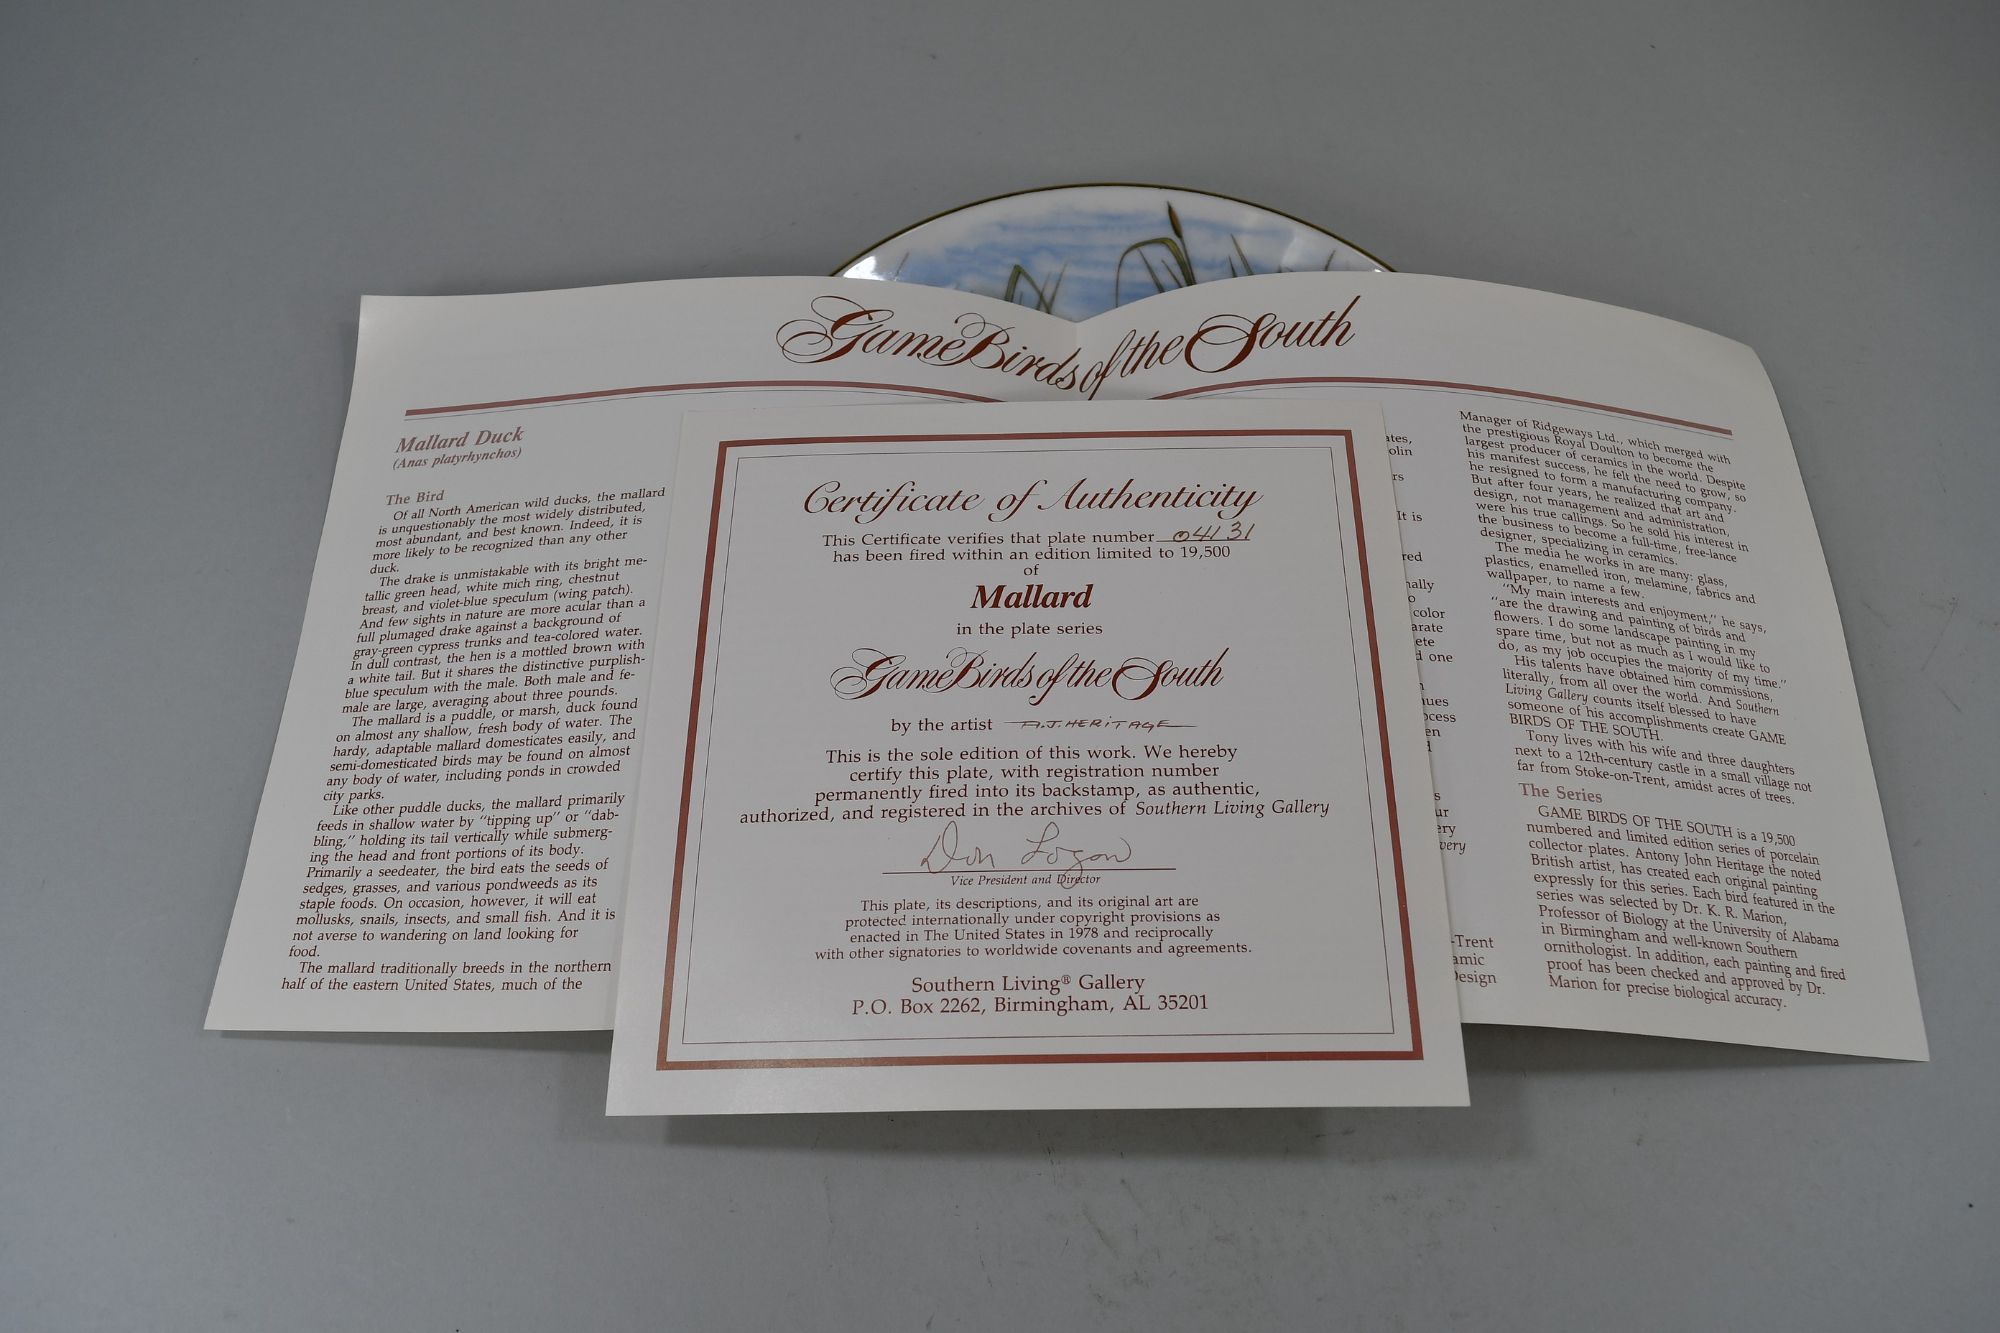 Game Birds of the South
Mallard Duck
(Anas platyrhynchos)
The Bird
Of all North American wild ducks, the mallard
is unquestionably the most widely distributed,
most abundant, and best known. Indeed, it is
more likely to be recognized than any other
duck.
The drake is unmistakable with its bright me-
tallic green head, white mich ring, chestnut
breast, and violet-blue speculum (wing patch).
And few sights in nature are more acular than a
full plumaged drake against a background of
gray-green cypress trunks and tea-colored water.
In dull contrast, the hen is a mottled brown with
a white tail. But it shares the distinctive purplish-
blue speculum with the male. Both male and fe-
male are large, averaging about three pounds.
The mallard is a puddle, or marsh, duck found
on almost any shallow, fresh body of water. The
hardy, adaptable mallard domesticates easily, and
semi-domesticated birds may be found on almost
any body of water, including ponds in crowded
city parks.
Like other puddle ducks, the mallard primarily
feeds in shallow water by "tipping up" or "dab-
bling," holding its tail vertically while submerg-
ing the head and front portions of its body.
Primarily a seedeater, the bird eats the seeds of
sedges, grasses, and various pondweeds as its
staple foods. On occasion, however, it will eat
mollusks, snails, insects, and small fish. And it is
not averse to wandering on land looking for
food.
The mallard traditionally breeds in the northern
half of the eastern United States, much of the
Certificate of Authenticity
This Certificate verifies that plate number 04131
has been fired within an edition limited to 19,500
of
Mallard
in the plate series
Game Birds of the South
by the artist A.J.HERITAGE
This is the sole edition of this work. We hereby
certify this plate, with registration number
permanently fired into its backstamp, as authentic,
authorized, and registered in the archives of Southern Living Gallery
Don Logan
Vice President and Director
This plate, its descriptions, and its original art are
protected internationally under copyright provisions as
enacted in The United States in 1978 and reciprocally
with other signatories to worldwide covenants and agreements.
Southern Living® Gallery
P.O. Box 2262, Birmingham, AL 35201
ates,
olin
rs
It is
red
nally
o
color
arate
ete
d one
n
ues
ocess
en
d
s
ur
ery
very
-Trent
amic
Design
Manager of Ridgeways Ltd., which merged with
the prestigious Royal Doulton to become the
largest producer of ceramics in the world. Despite
his manifest success, he felt the need to grow, so
he resigned to form a manufacturing company.
But after four years, he realized that art and
design, not management and administration,
were his true callings. So he sold his interest in
the business to become a full-time, free-lance
designer, specializing in ceramics.
The media he works in are many: glass,
plastics, enamelled iron, melamine, fabrics and
wallpaper, to name a few.
"My main interests and enjoyment," he says,
"are the drawing and painting of birds and
flowers. I do some landscape painting in my
spare time, but not as much as I would like to
do, as my job occupies the majority of my time."
His talents have obtained him commissions,
literally, from all over the world. And Southern
Living Gallery counts itself blessed to have
someone of his accomplishments create GAME
BIRDS OF THE SOUTH.
Tony lives with his wife and three daughters
next to a 12th-century castle in a small village not
far from Stoke-on-Trent, amidst acres of trees.
The Series
GAME BIRDS OF THE SOUTH is a 19,500
numbered and limited edition series of porcelain
collector plates. Antony John Heritage the noted
British artist, has created each original painting
expressly for this series. Each bird featured in the
series was selected by Dr. K. R. Marion,
Professor of Biology at the University of Alabama
in Birmingham and well-known Southern
ornithologist. In addition, each painting and fired
proof has been checked and approved by Dr.
Marion for precise biological accuracy.